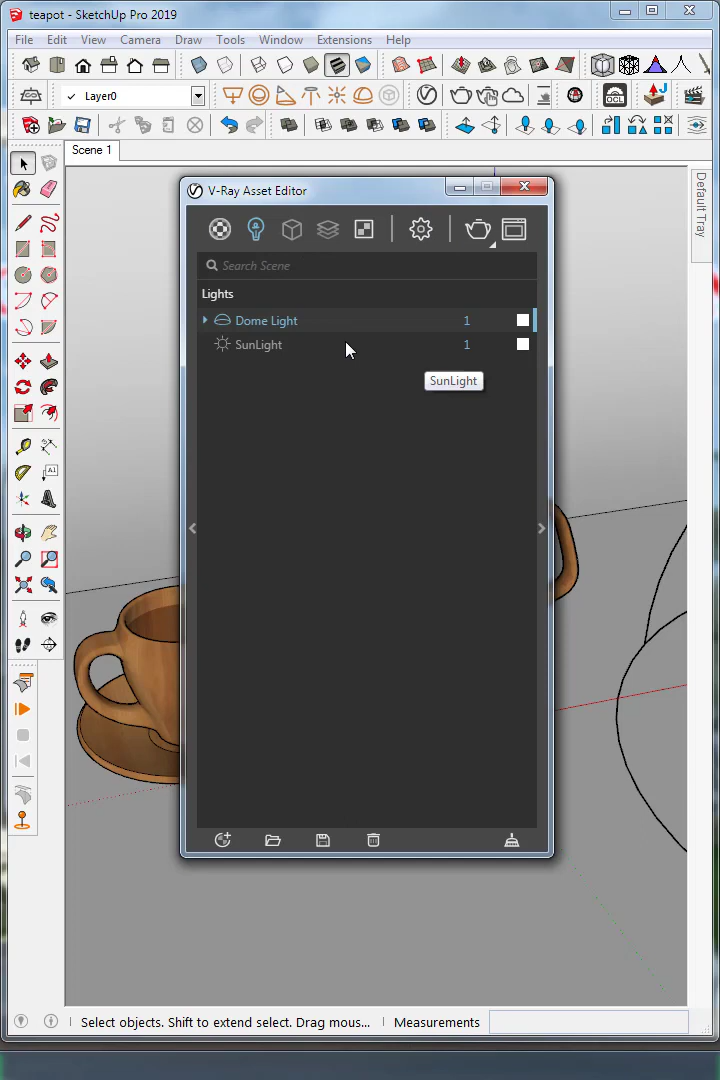 teapot - SketchUp Pro 2019
File Edit View Camera Draw Tools Window Extensions Help
Layer0
OCL
Scene 1
Default Tray
V-Ray Asset Editor
Search Scene
Lights
Dome Light 1
SunLight 1
SunLight
A1
Select objects. Shift to extend select. Drag mous... Measurements